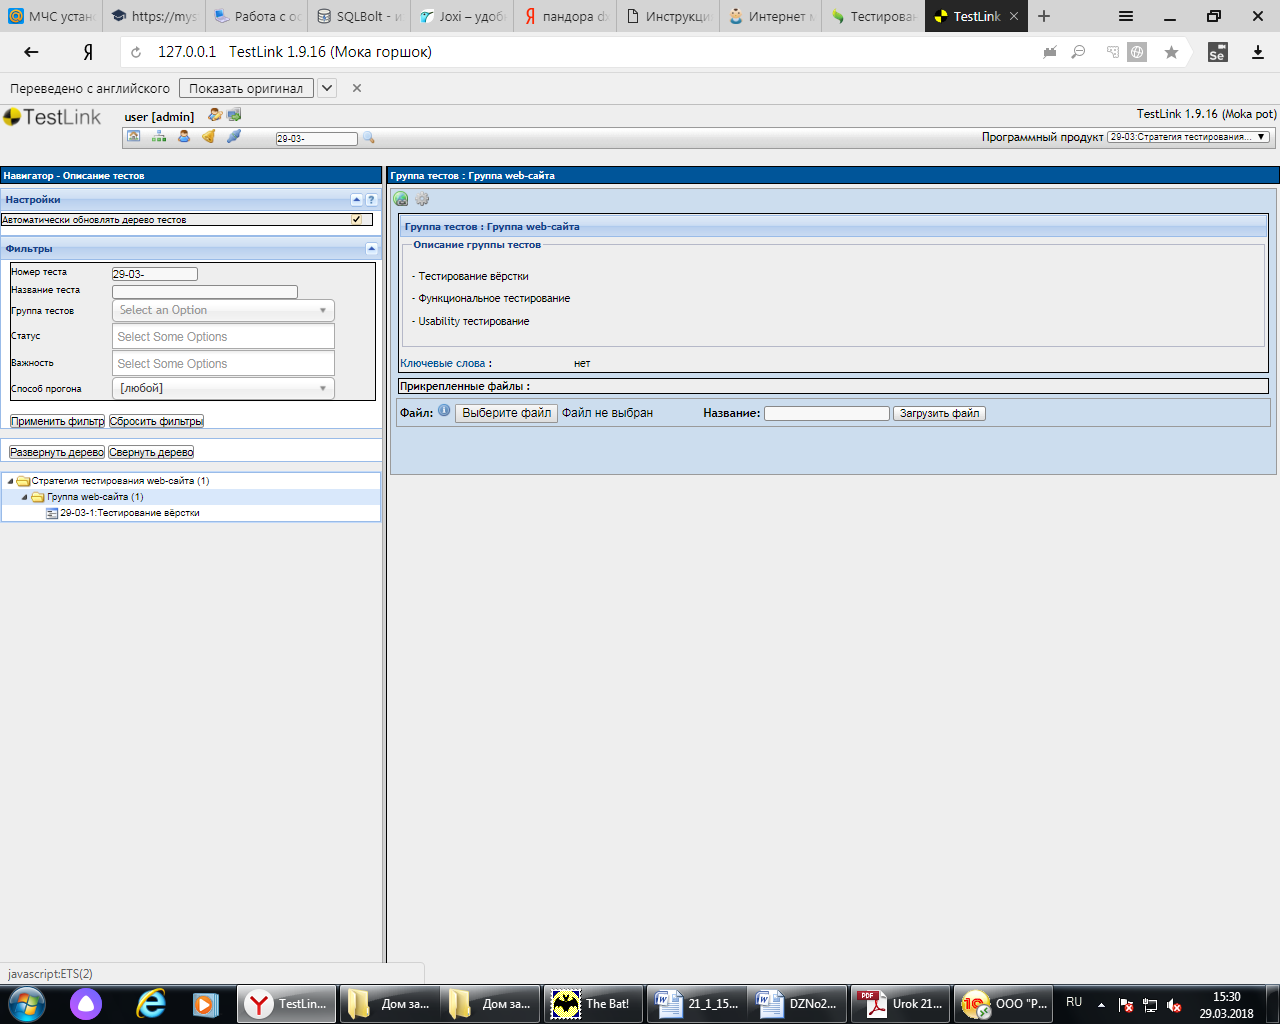 МЧС устан
https://mys
Работа с ос
SQLBolt - и
Joxi – удоб
пандора dx
Инструкци
Интернет м
Тестирован
TestLink
127.0.0.1 TestLink 1.9.16 (Мока горшок)
Переведено с английского Показать оригинал
TestLink user [admin] TestLink 1.9.16 (Moka pot)
29-03- Программный продукт 29-03:Стратегия тестирования...
Навигатор - Описание тестов
Настройки
Автоматически обновлять дерево тестов
Фильтры
Номер теста 29-03-
Название теста
Группа тестов Select an Option
Статус Select Some Options
Важность Select Some Options
Способ прогона [любой]
Применить фильтр Сбросить фильтры
Развернуть дерево Свернуть дерево
Стратегия тестирования web-сайта (1)
Группа web-сайта (1)
29-03-1:Тестирование вёрстки
Группа тестов : Группа web-сайта
Группа тестов : Группа web-сайта
Описание группы тестов
- Тестирование вёрстки
- Функциональное тестирование
- Usability тестирование
Ключевые слова : нет
Прикрепленные файлы :
Файл: Выберите файл Файл не выбран Название: Загрузить файл
javascript:ETS(2)
TestLin...
Дом за...
Дом за...
The Bat!
21_1_15...
DZNo2...
Urok 21...
ООО "Р...
RU
15:30
29.03.2018